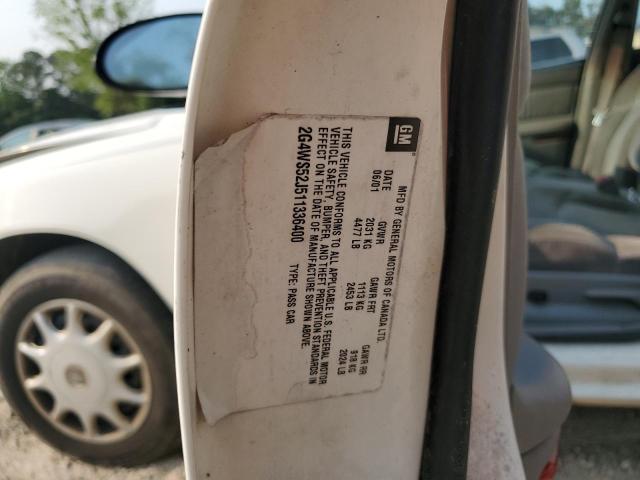 GM
MFD BY GENERAL MOTORS OF CANADA LTD.
DATE GVWR GAWR FRT GAWR RR
06/01 2031 KG 1113 KG 918 KG
4477 LB 2453 LB 2024 LB
THIS VEHICLE CONFORMS TO ALL APPLICABLE U.S. FEDERAL MOTOR
VEHICLE SAFETY, BUMPER, AND THEFT PREVENTION STANDARDS IN
EFFECT ON THE DATE OF MANUFACTURE SHOWN ABOVE.
2G4WS52J511336400 TYPE: PASS CAR